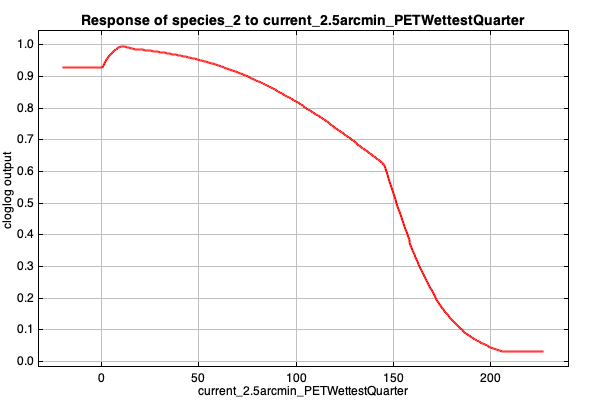 Response of species_2 to current_2.5arcmin_PETWettestQuarter
1.0
0.9
0.8
0.7
0.6
0.5
0.4
0.3
0.2
0.1
0.0
cloglog output
0 50 100 150 200
current_2.5arcmin_PETWettestQuarter